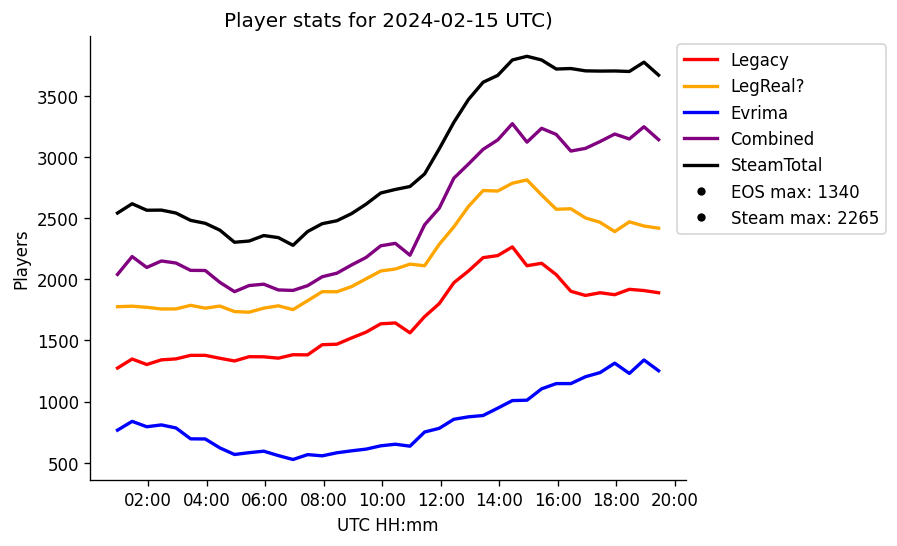 Player stats for 2024-02-15 UTC)
Legacy
LegReal?
Evrima
Combined
SteamTotal
EOS max: 1340
Steam max: 2265
Players
3500
3000
2500
2000
1500
1000
500
02:00 04:00 06:00 08:00 10:00 12:00 14:00 16:00 18:00 20:00
UTC HH:mm